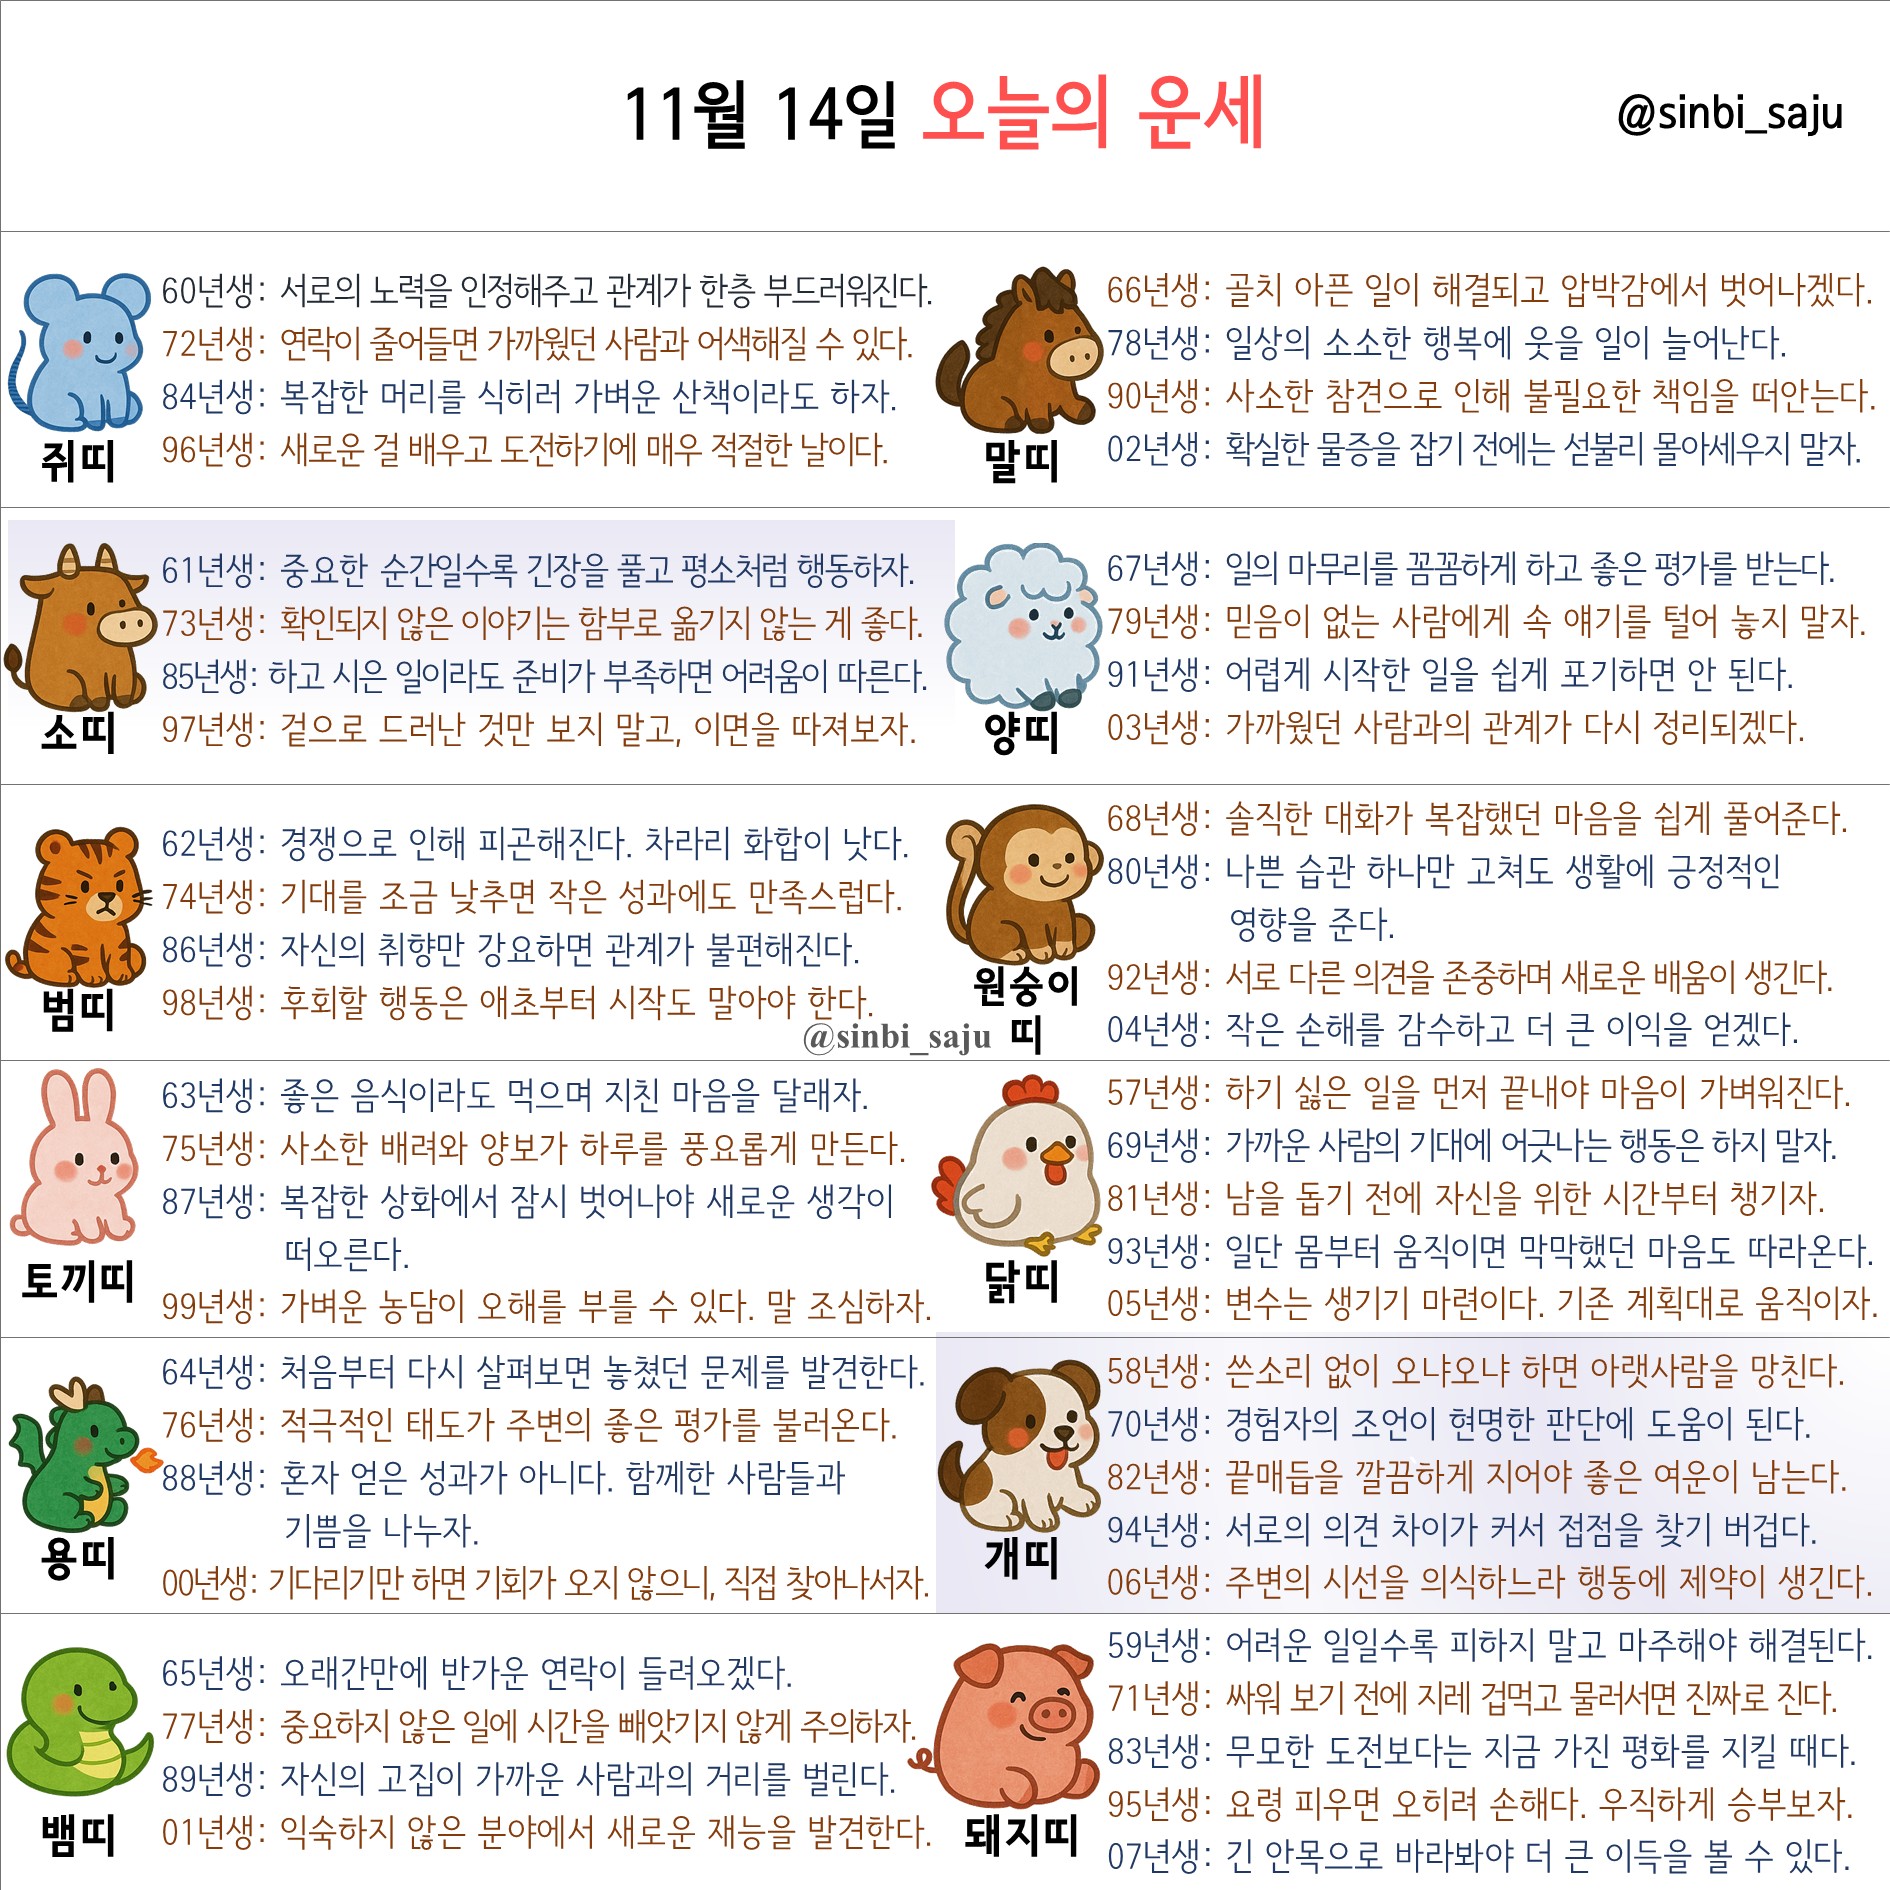 11월 14일 오늘의 운세
@sinbi_saju
60년생: 서로의 노력을 인정해주고 관계가 한층 부드러워진다.
72년생: 연락이 줄어들면 가까웠던 사람과 어색해질 수 있다.
84년생: 복잡한 머리를 식히러 가벼운 산책이라도 하자.
96년생: 새로운 걸 배우고 도전하기에 매우 적절한 날이다.
쥐띠
66년생: 골치 아픈 일이 해결되고 압박감에서 벗어나겠다.
78년생: 일상의 소소한 행복에 웃을 일이 늘어난다.
90년생: 사소한 참견으로 인해 불필요한 책임을 떠안는다.
02년생: 확실한 물증을 잡기 전에는 섣불리 몰아세우지 말자.
말띠
61년생: 중요한 순간일수록 긴장을 풀고 평소처럼 행동하자.
73년생: 확인되지 않은 이야기는 함부로 옮기지 않는 게 좋다.
85년생: 하고 시은 일이라도 준비가 부족하면 어려움이 따른다.
97년생: 겉으로 드러난 것만 보지 말고, 이면을 따져보자.
소띠
67년생: 일의 마무리를 꼼꼼하게 하고 좋은 평가를 받는다.
79년생: 믿음이 없는 사람에게 속 얘기를 털어 놓지 말자.
91년생: 어렵게 시작한 일을 쉽게 포기하면 안 된다.
03년생: 가까웠던 사람과의 관계가 다시 정리되겠다.
양띠
62년생: 경쟁으로 인해 피곤해진다. 차라리 화합이 낫다.
74년생: 기대를 조금 낮추면 작은 성과에도 만족스럽다.
86년생: 자신의 취향만 강요하면 관계가 불편해진다.
98년생: 후회할 행동은 애초부터 시작도 말아야 한다.
범띠
@sinbi_saju
68년생: 솔직한 대화가 복잡했던 마음을 쉽게 풀어준다.
80년생: 나쁜 습관 하나만 고쳐도 생활에 긍정적인
영향을 준다.
92년생: 서로 다른 의견을 존중하며 새로운 배움이 생긴다.
04년생: 작은 손해를 감수하고 더 큰 이익을 얻겠다.
원숭이
띠
63년생: 좋은 음식이라도 먹으며 지친 마음을 달래자.
75년생: 사소한 배려와 양보가 하루를 풍요롭게 만든다.
87년생: 복잡한 상화에서 잠시 벗어나야 새로운 생각이
떠오른다.
99년생: 가벼운 농담이 오해를 부를 수 있다. 말 조심하자.
토끼띠
57년생: 하기 싫은 일을 먼저 끝내야 마음이 가벼워진다.
69년생: 가까운 사람의 기대에 어긋나는 행동은 하지 말자.
81년생: 남을 돕기 전에 자신을 위한 시간부터 챙기자.
93년생: 일단 몸부터 움직이면 막막했던 마음도 따라온다.
05년생: 변수는 생기기 마련이다. 기존 계획대로 움직이자.
닭띠
64년생: 처음부터 다시 살펴보면 놓쳤던 문제를 발견한다.
76년생: 적극적인 태도가 주변의 좋은 평가를 불러온다.
88년생: 혼자 얻은 성과가 아니다. 함께한 사람들과
기쁨을 나누자.
00년생: 기다리기만 하면 기회가 오지 않으니, 직접 찾아나서자.
용띠
58년생: 쓴소리 없이 오냐오냐 하면 아랫사람을 망친다.
70년생: 경험자의 조언이 현명한 판단에 도움이 된다.
82년생: 끝매듭을 깔끔하게 지어야 좋은 여운이 남는다.
94년생: 서로의 의견 차이가 커서 접점을 찾기 버겁다.
06년생: 주변의 시선을 의식하느라 행동에 제약이 생긴다.
개띠
65년생: 오래간만에 반가운 연락이 들려오겠다.
77년생: 중요하지 않은 일에 시간을 빼앗기지 않게 주의하자.
89년생: 자신의 고집이 가까운 사람과의 거리를 벌린다.
01년생: 익숙하지 않은 분야에서 새로운 재능을 발견한다.
뱀띠
59년생: 어려운 일일수록 피하지 말고 마주해야 해결된다.
71년생: 싸워 보기 전에 지레 겁먹고 물러서면 진짜로 진다.
83년생: 무모한 도전보다는 지금 가진 평화를 지킬 때다.
95년생: 요령 피우면 오히려 손해다. 우직하게 승부보자.
07년생: 긴 안목으로 바라봐야 더 큰 이득을 볼 수 있다.
돼지띠